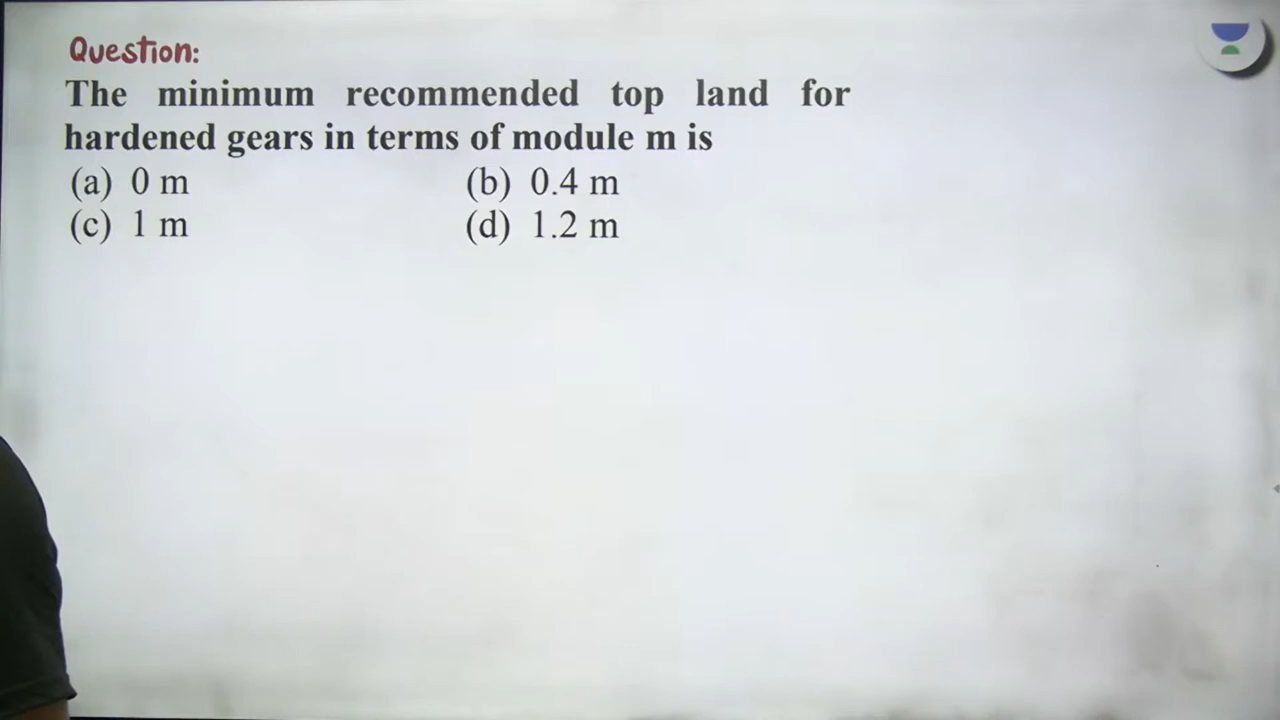 Question:
The minimum recommended top land for
hardened gears in terms of module m is
(a) 0 m (b) 0.4 m
(c) 1 m (d) 1.2 m